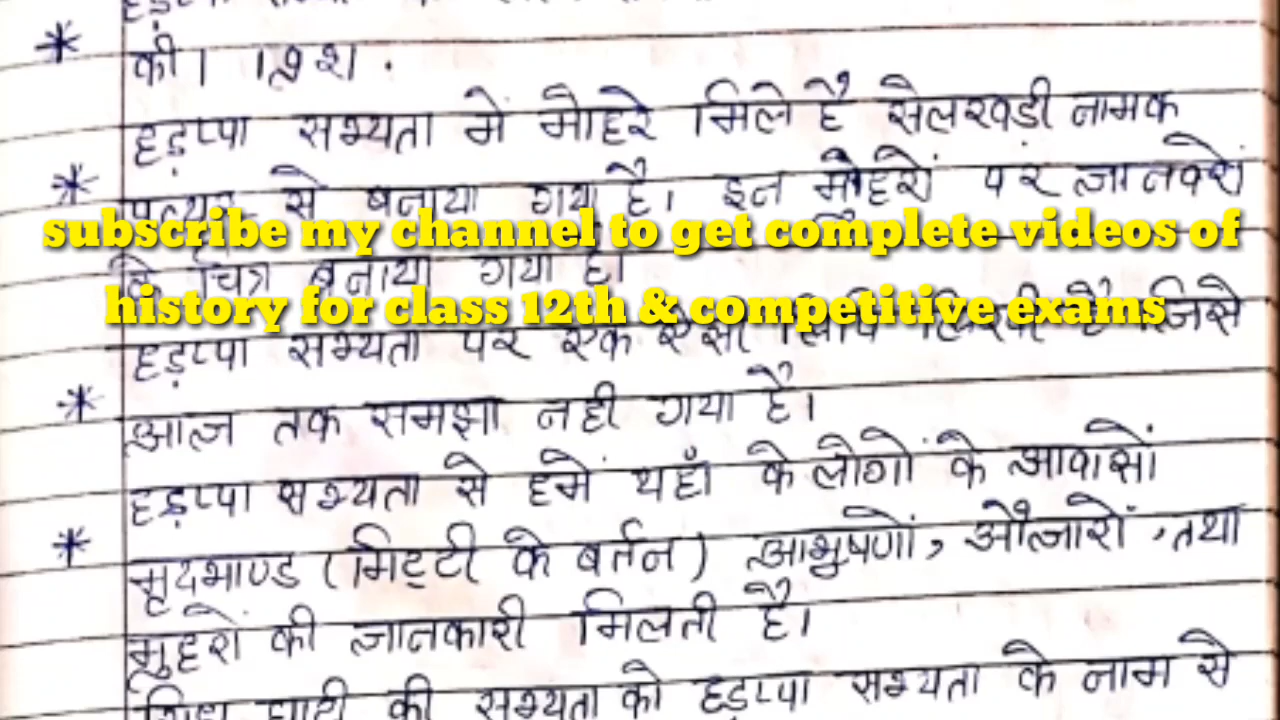 की। १९२१.
हड़प्पा सभ्यता में मौहरे मिले है सेलखडी नामक
पत्थर से बनाया गया है। इन मौहरों पर जानवरों
subscribe my channel to get complete videos of
के चित्र बनाया गया है।
history for class 12th & competitive exams
हड़प्पा सभ्यता पर एक ऐसी लिपि लिखी है जिसे
आज तक समझा नही गया है।
हड़प्पा सभ्यता से हमें यहाँ के लोगों के आवासों
मृदभाण्ड (मिट्टी के बर्तन) आभुषणों, औजारों, तथा
मुहरों की जानकारी मिलती है।
घाटी की सभ्यता को हड़प्पा सभ्यता के नाम से